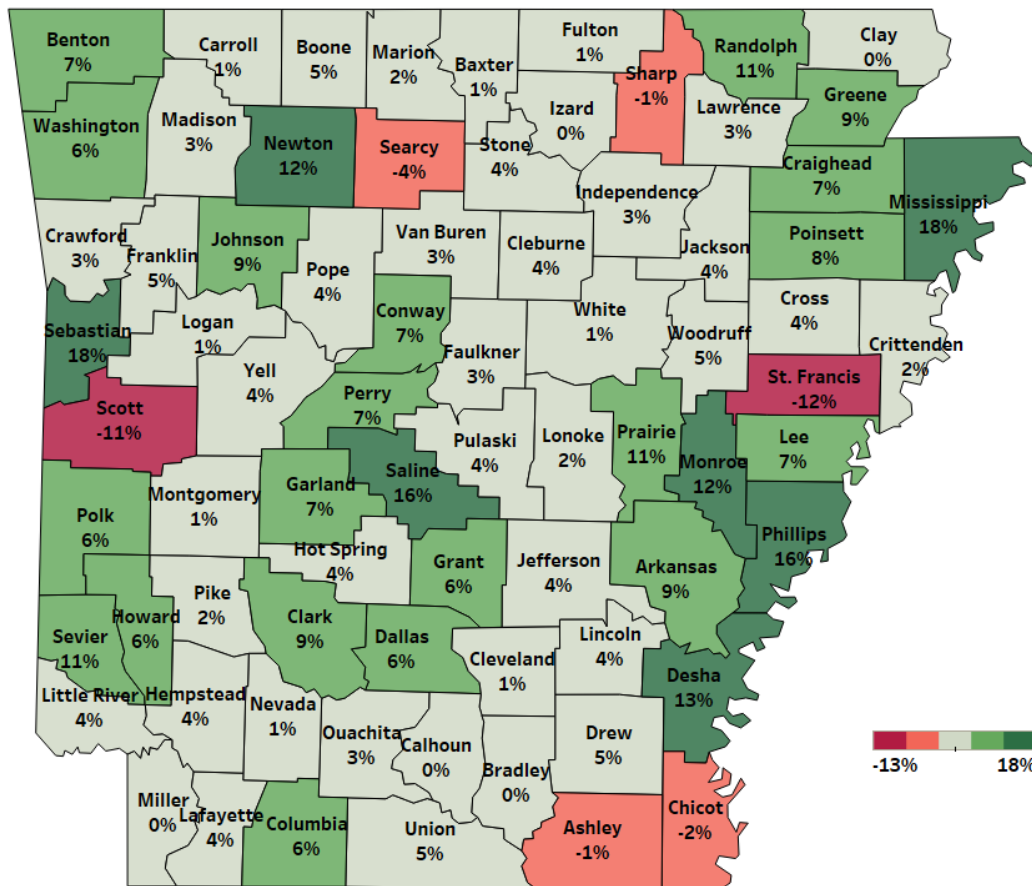 Benton
7%
Carroll
1%
Boone
5%
Marion
2%
Baxter
1%
Fulton
1%
Sharp
-1%
Randolph
11%
Clay
0%
Washington
6%
Madison
3%
Newton
12%
Searcy
-4%
Stone
4%
Izard
0%
Lawrence
3%
Greene
9%
Craighead
7%
Mississippi
18%
Independence
3%
Crawford
3%
Franklin
5%
Johnson
9%
Pope
4%
Van Buren
3%
Cleburne
4%
Jackson
4%
Poinsett
8%
Sebastian
18%
Logan
1%
Conway
7%
Faulkner
3%
White
1%
Woodruff
5%
Cross
4%
Crittenden
2%
Scott
-11%
Yell
4%
Perry
7%
Pulaski
4%
Lonoke
2%
Prairie
11%
Monroe
12%
St. Francis
-12%
Lee
7%
Polk
6%
Montgomery
1%
Garland
7%
Saline
16%
Hot Spring
4%
Grant
6%
Jefferson
4%
Arkansas
9%
Phillips
16%
Sevier
11%
Howard
6%
Pike
2%
Clark
9%
Dallas
6%
Cleveland
1%
Lincoln
4%
Desha
13%
Little River
4%
Hempstead
4%
Nevada
1%
Ouachita
3%
Calhoun
0%
Bradley
0%
Drew
5%
Miller
0%
Lafayette
4%
Columbia
6%
Union
5%
Ashley
-1%
Chicot
-2%
-13%
18%